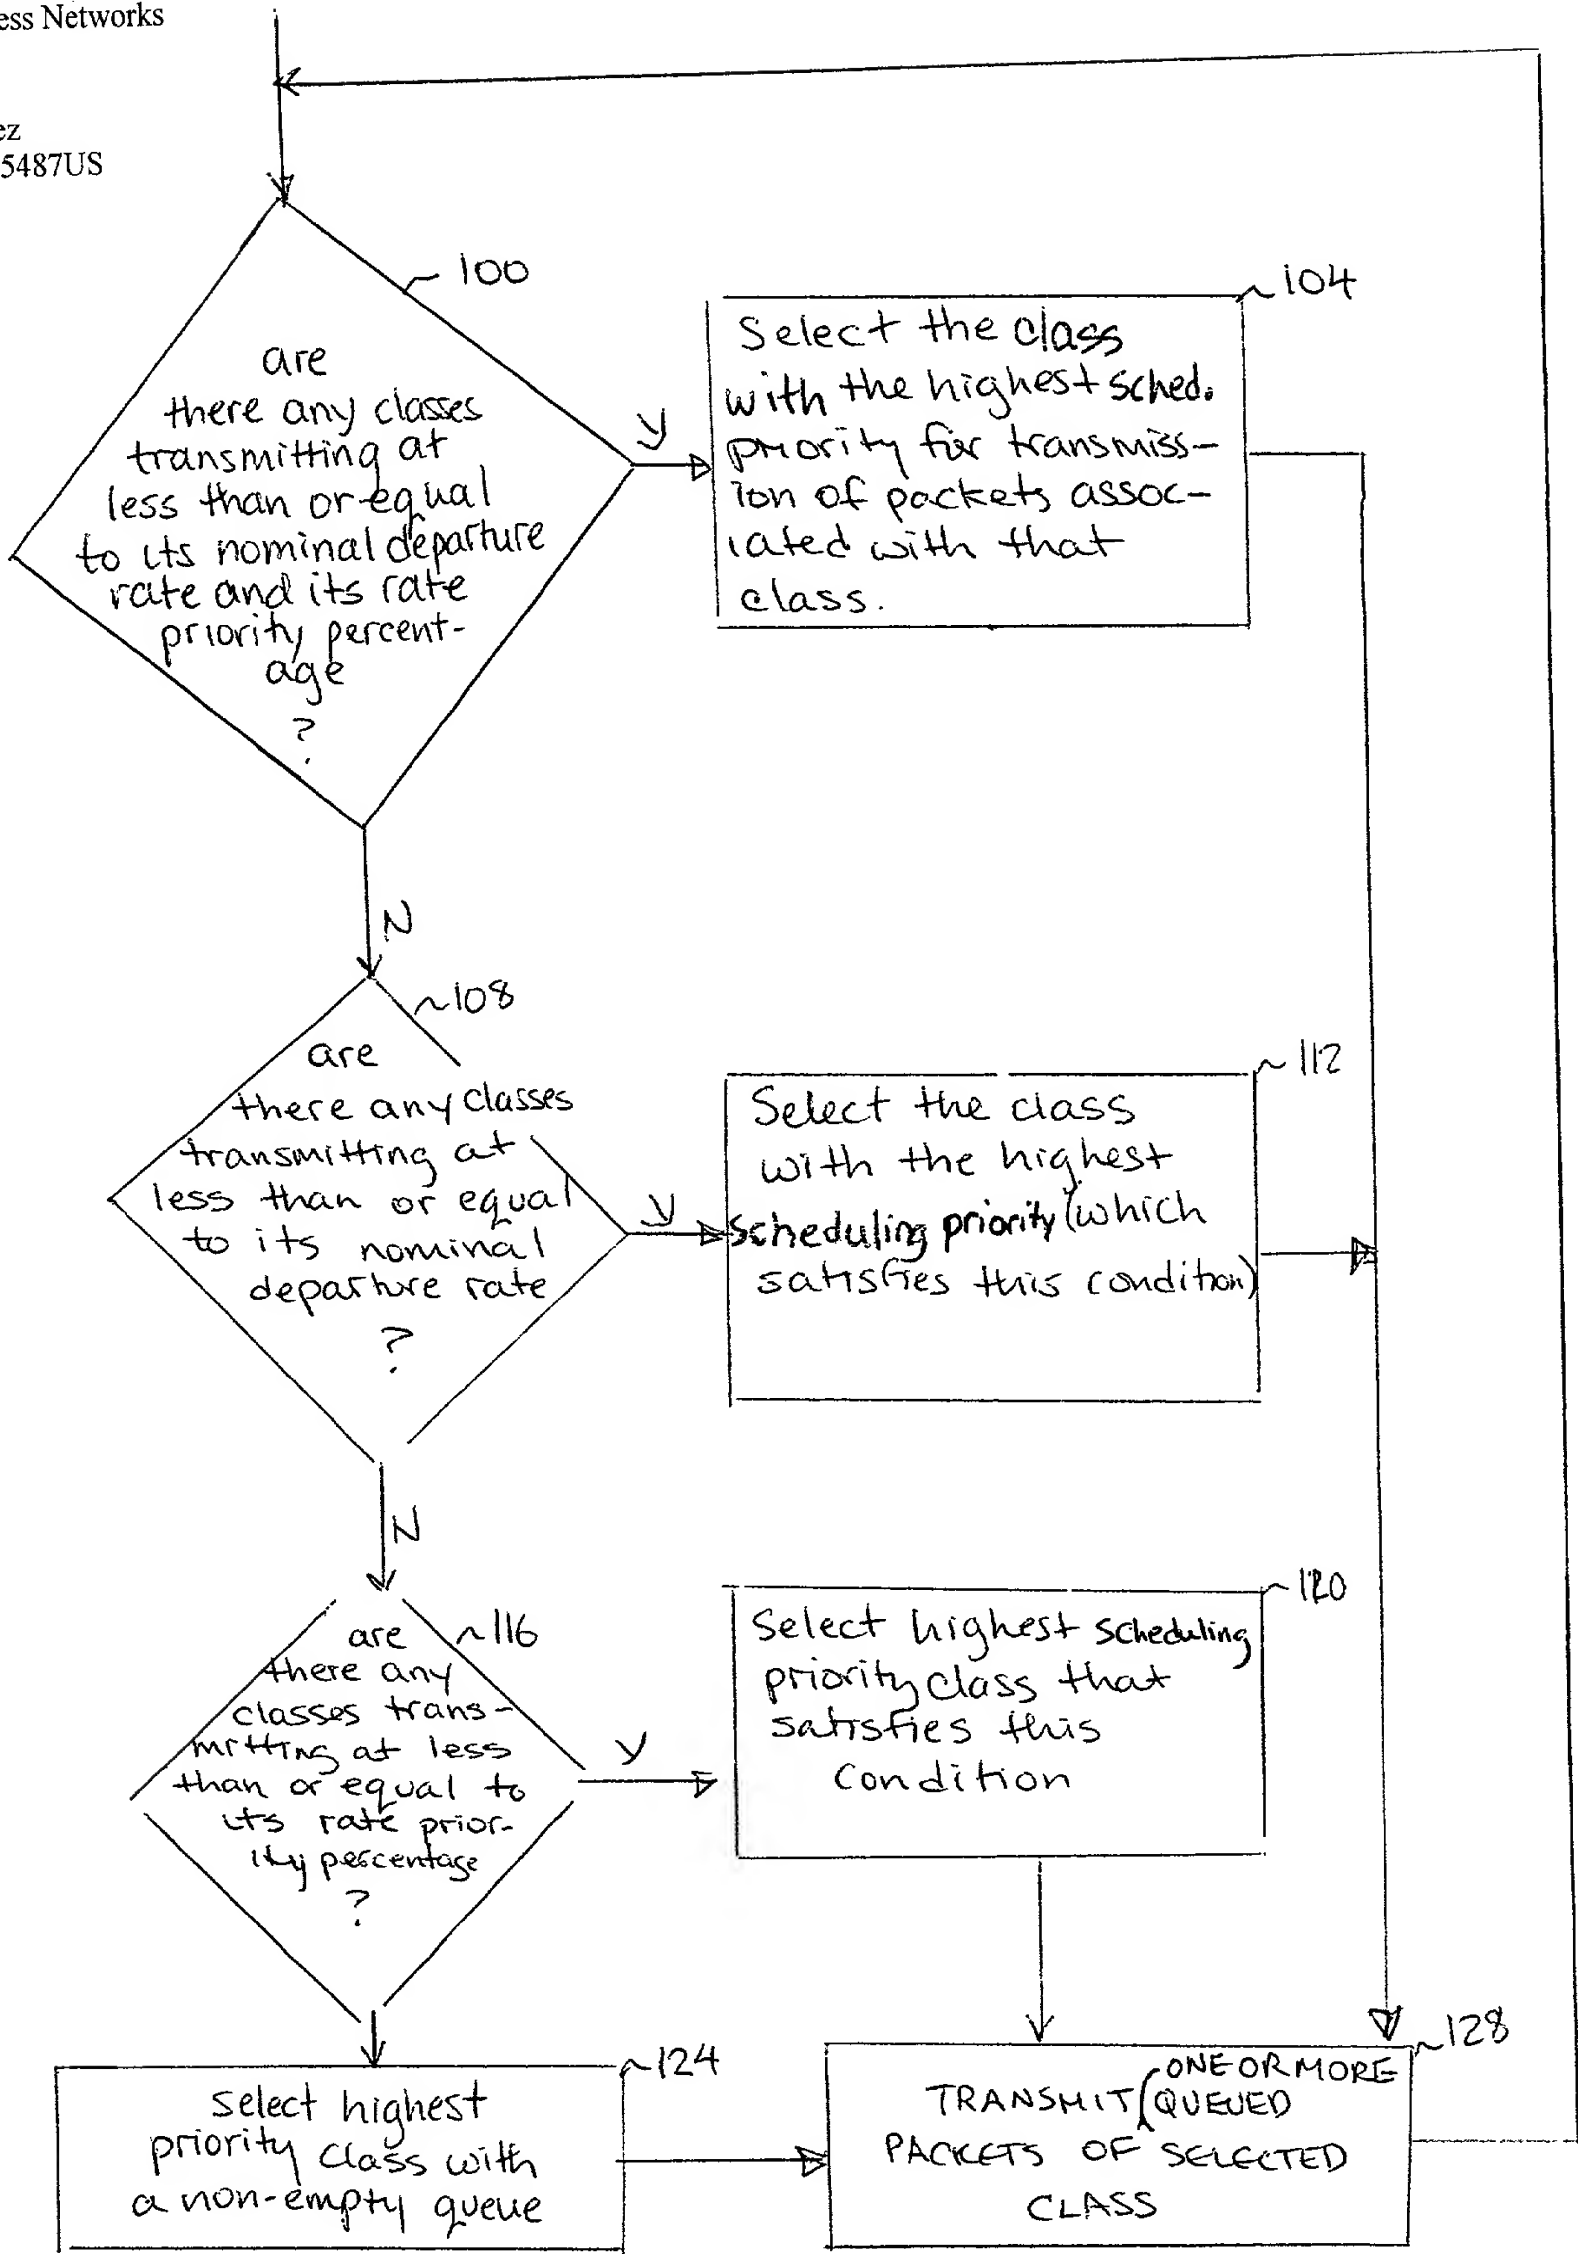 ess Networks
ez
5487US
100
are
there any classes
transmitting at
less than or equal
to its nominal departure
rate and its rate
priority percent-
age
?
Y
104
Select the class
with the highest sched.
priority for transmiss-
ion of packets assoc-
iated with that
class.
N
108
are
there any classes
transmitting at
less than or equal
to its nominal
departure rate
?
Y
112
Select the class
with the highest
scheduling priority (which
satisfies this condition)
N
116
are
there any
classes trans-
mitting at less
than or equal to
its rate prior-
ity percentage
?
Y
120
Select highest scheduling
priority class that
satisfies this
condition
124
select highest
priority class with
a non-empty queue
128
ONE OR MORE
TRANSMIT QUEUED
PACKETS OF SELECTED
CLASS